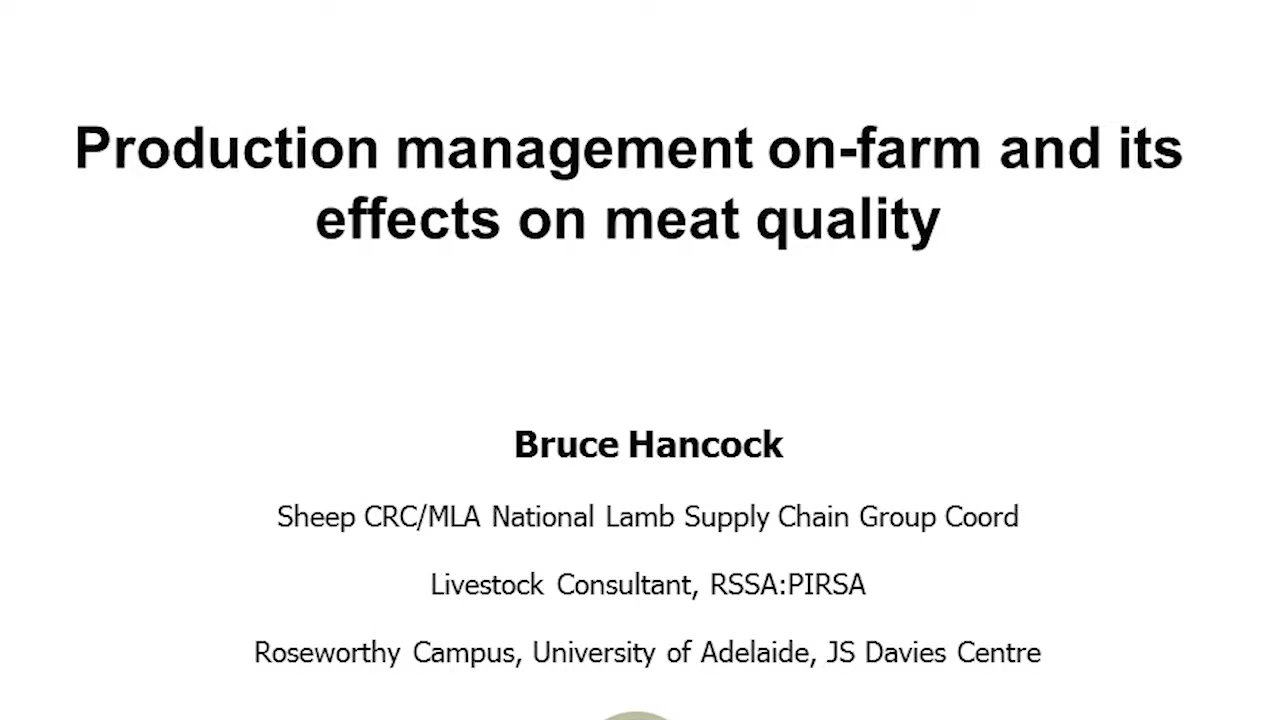 Production management on-farm and its
effects on meat quality
Bruce Hancock
Sheep CRC/MLA National Lamb Supply Chain Group Coord
Livestock Consultant, RSSA:PIRSA
Roseworthy Campus, University of Adelaide, JS Davies Centre